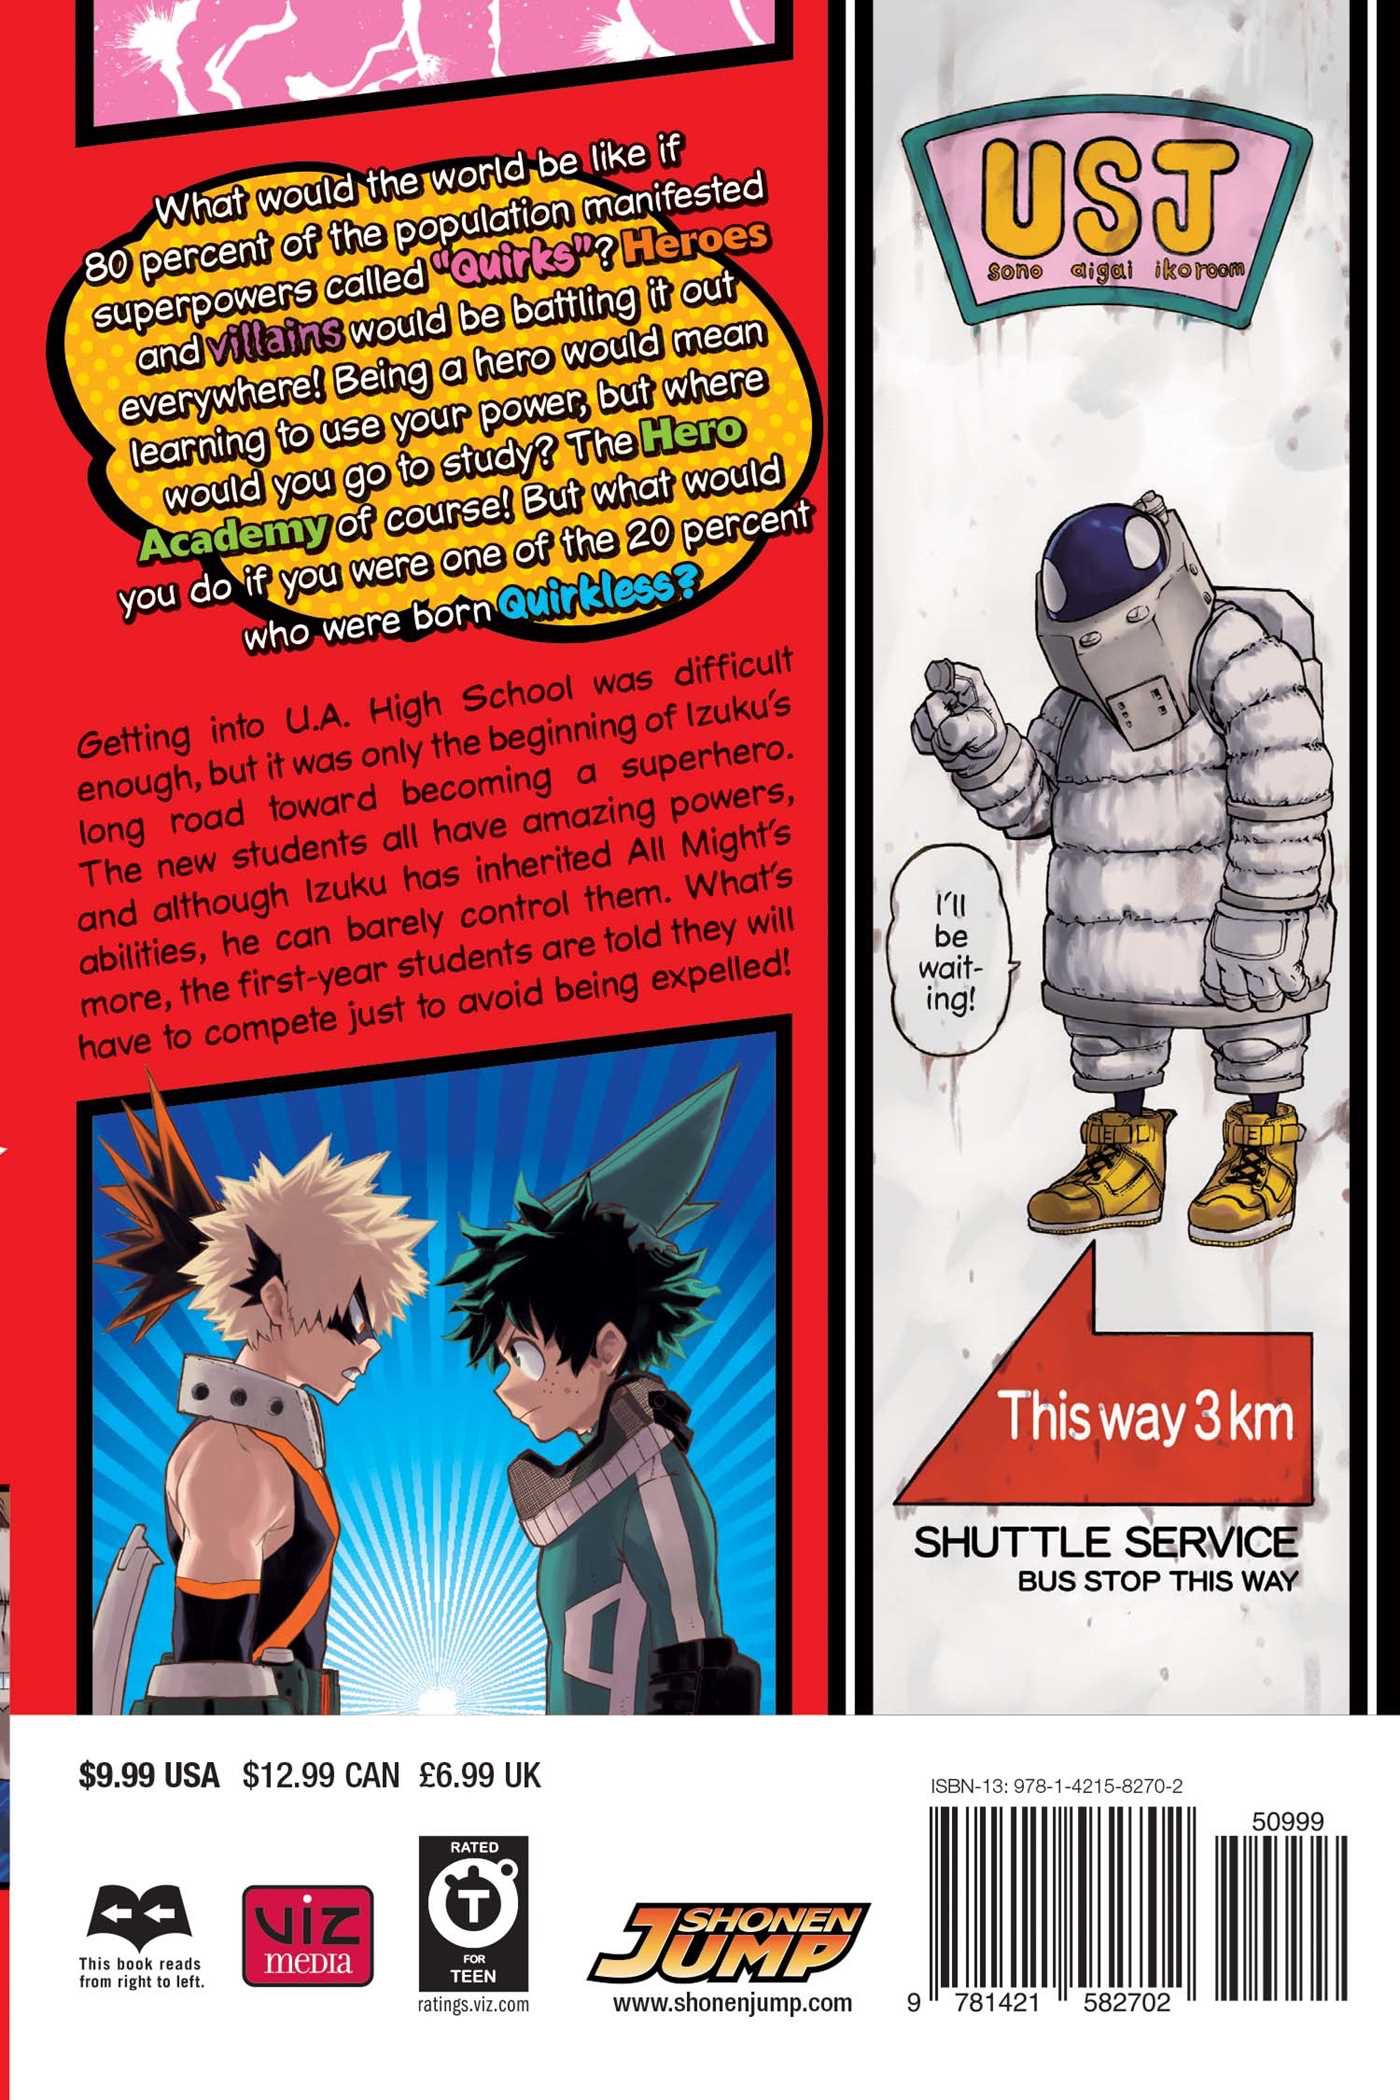 What would the world be like if
80 percent of the population manifested
superpowers called "Quirks"? Heroes
and villains would be battling it out
everywhere! Being a hero would mean
learning to use your power, but where
would you go to study? The Hero
Academy of course! But what would
you do if you were one of the 20 percent
who were born Quirkless?
Getting into U.A. High School was difficult
enough, but it was only the beginning of Izuku's
long road toward becoming a superhero.
The new students all have amazing powers,
and although Izuku has inherited All Might's
abilities, he can barely control them. What's
more, the first-year students are told they will
have to compete just to avoid being expelled!
USJ
sono aigai ikoroom
I'll
be
wait-
ing!
This way 3 km
SHUTTLE SERVICE
BUS STOP THIS WAY
$9.99 USA $12.99 CAN £6.99 UK
This book reads
from right to left.
viz
media
RATED
T
FOR
TEEN
ratings.viz.com
SHONEN
JUMP
www.shonenjump.com
ISBN-13: 978-1-4215-8270-2
50999
9 781421 582702